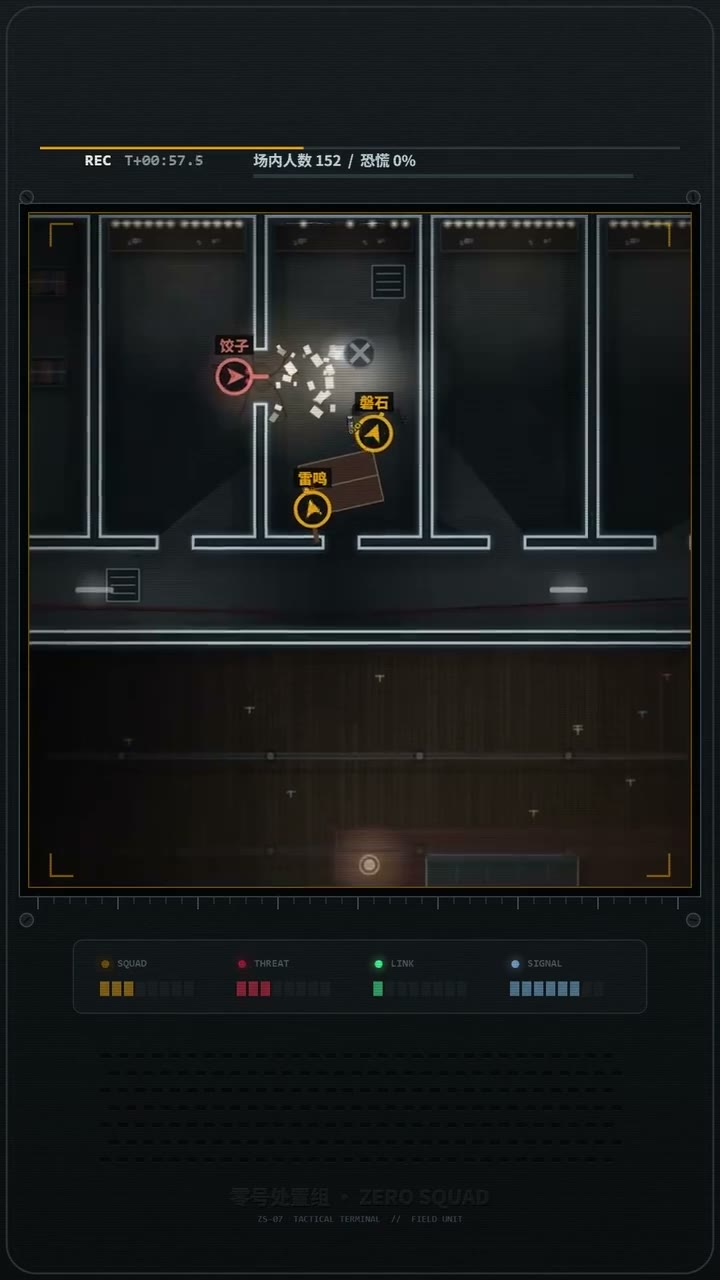 REC T+00:57.5 场内人数 152 / 恐慌 0%
饺子
磐石
雷鸣
SQUAD THREAT LINK SIGNAL
零号处置组 · ZERO SQUAD
ZS-07 TACTICAL TERMINAL // FIELD UNIT